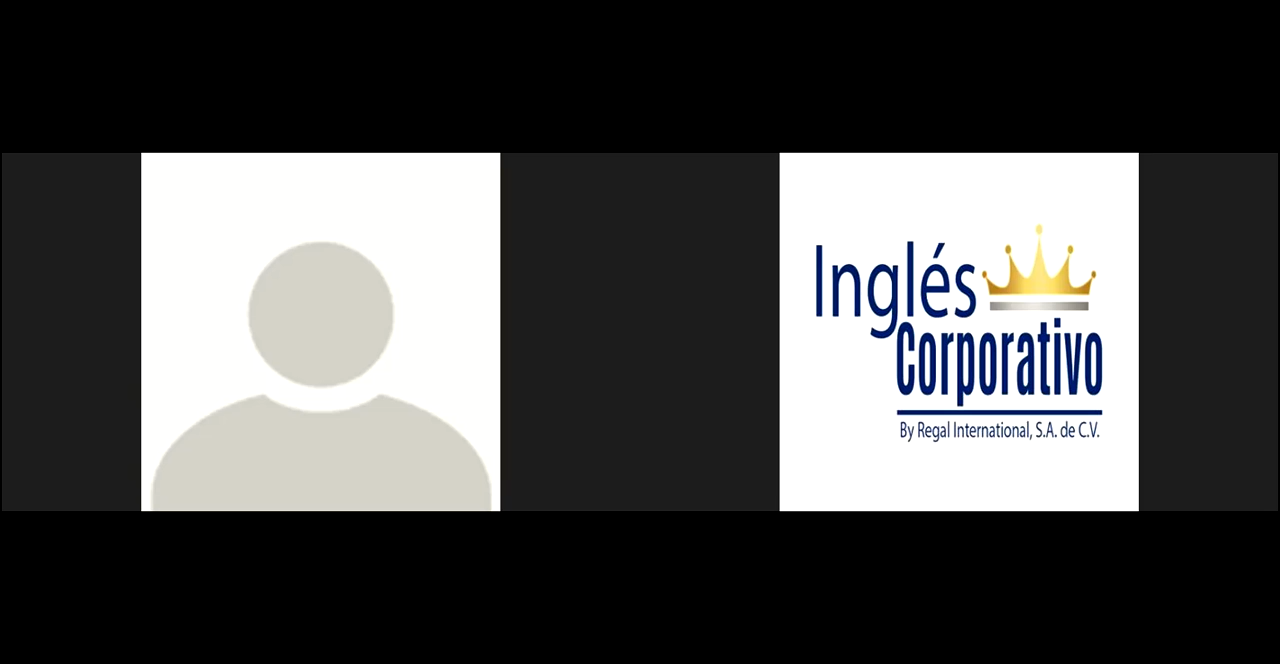 Inglés
Corporativo
By Regal International, S.A. de C.V.